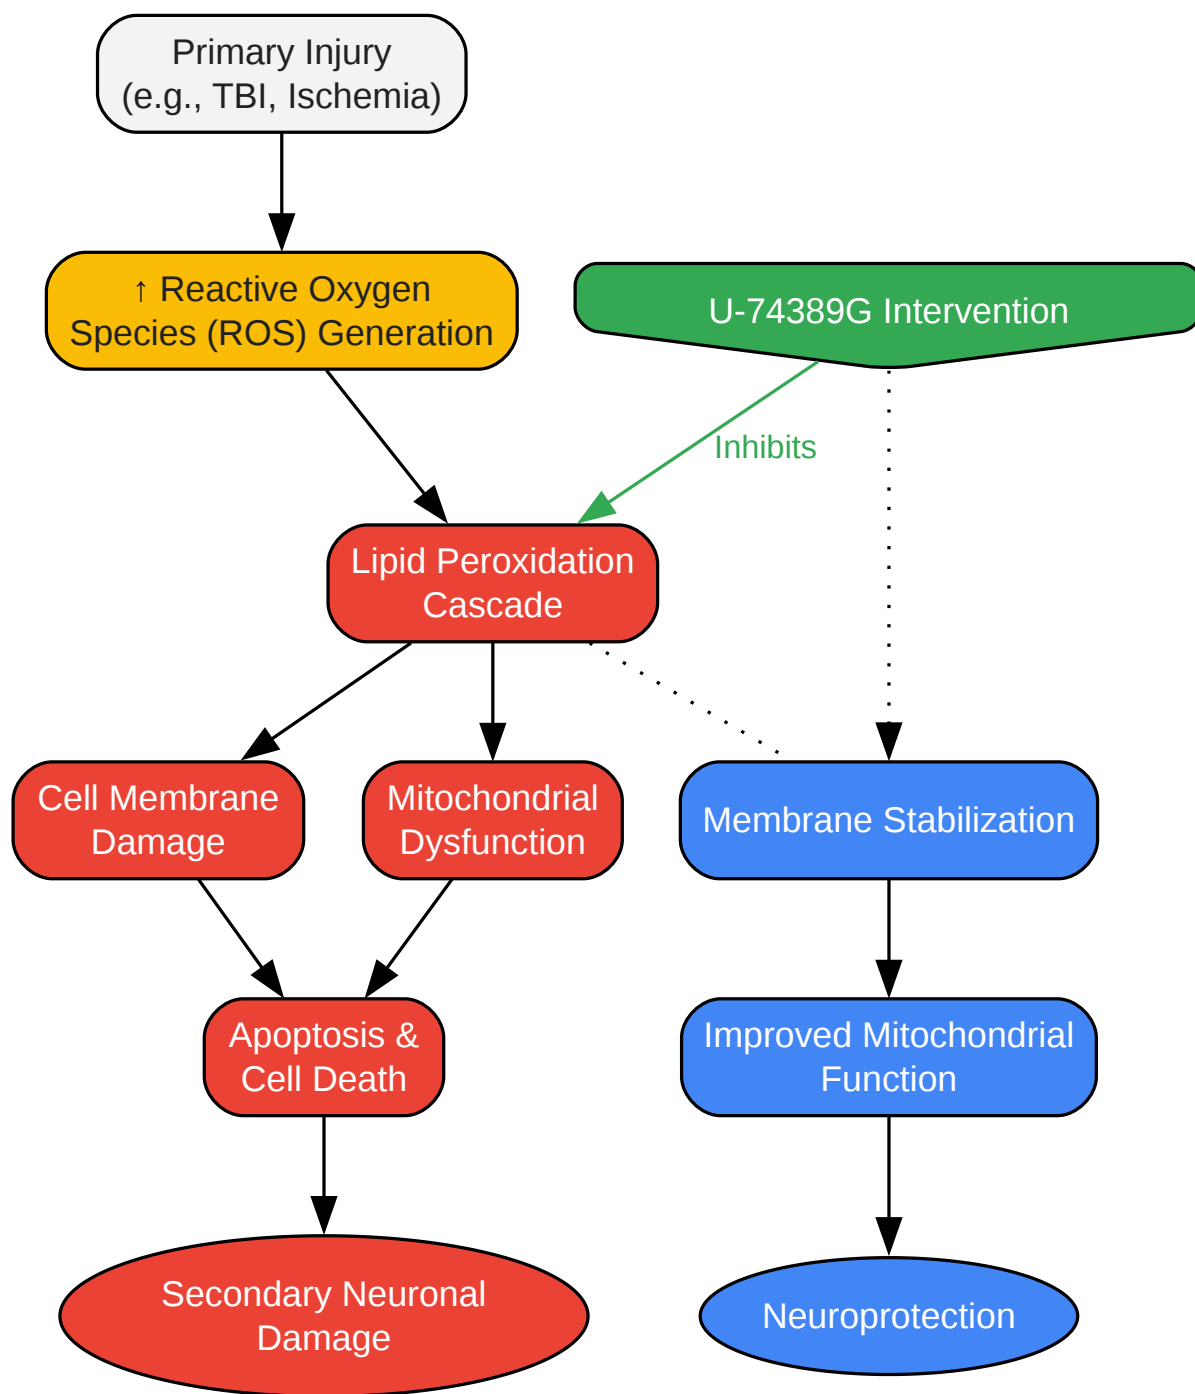 Primary Injury
(e.g., TBI, Ischemia)
↑ Reactive Oxygen
Species (ROS) Generation
U-74389G Intervention
Inhibits
Lipid Peroxidation
Cascade
Cell Membrane
Damage
Mitochondrial
Dysfunction
Membrane Stabilization
Apoptosis &
Cell Death
Improved Mitochondrial
Function
Secondary Neuronal
Damage
Neuroprotection